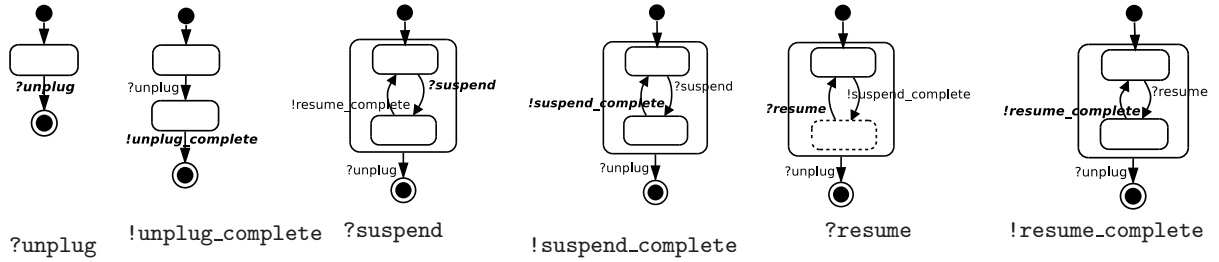 ?unplug
?unplug
!unplug_complete
?suspend
!resume_complete
?unplug
?suspend
!suspend_complete
?unplug
?resume
!suspend_complete
?unplug
?resume
!resume_complete
?unplug
?unplug
!unplug_complete
?suspend
!suspend_complete
?resume
!resume_complete